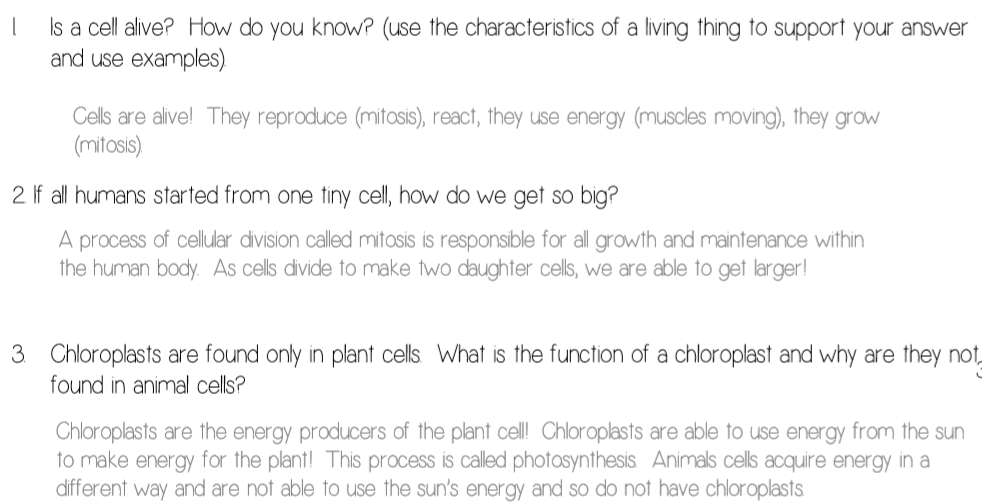 1 Is a cell alive? How do you know? (use the characteristics of a living thing to support your answer
and use examples).
Cells are alive! They reproduce (mitosis), react, they use energy (muscles moving), they grow
(mitosis).
2. If all humans started from one tiny cell, how do we get so big?
A process of cellular division called mitosis is responsible for all growth and maintenance within
the human body. As cells divide to make two daughter cells, we are able to get larger!
3. Chloroplasts are found only in plant cells. What is the function of a chloroplast and why are they not
found in animal cells?
Chloroplasts are the energy producers of the plant cell! Chloroplasts are able to use energy from the sun
to make energy for the plant! This process is called photosynthesis. Animals cells acquire energy in a
different way and are not able to use the sun's energy and so do not have chloroplasts.